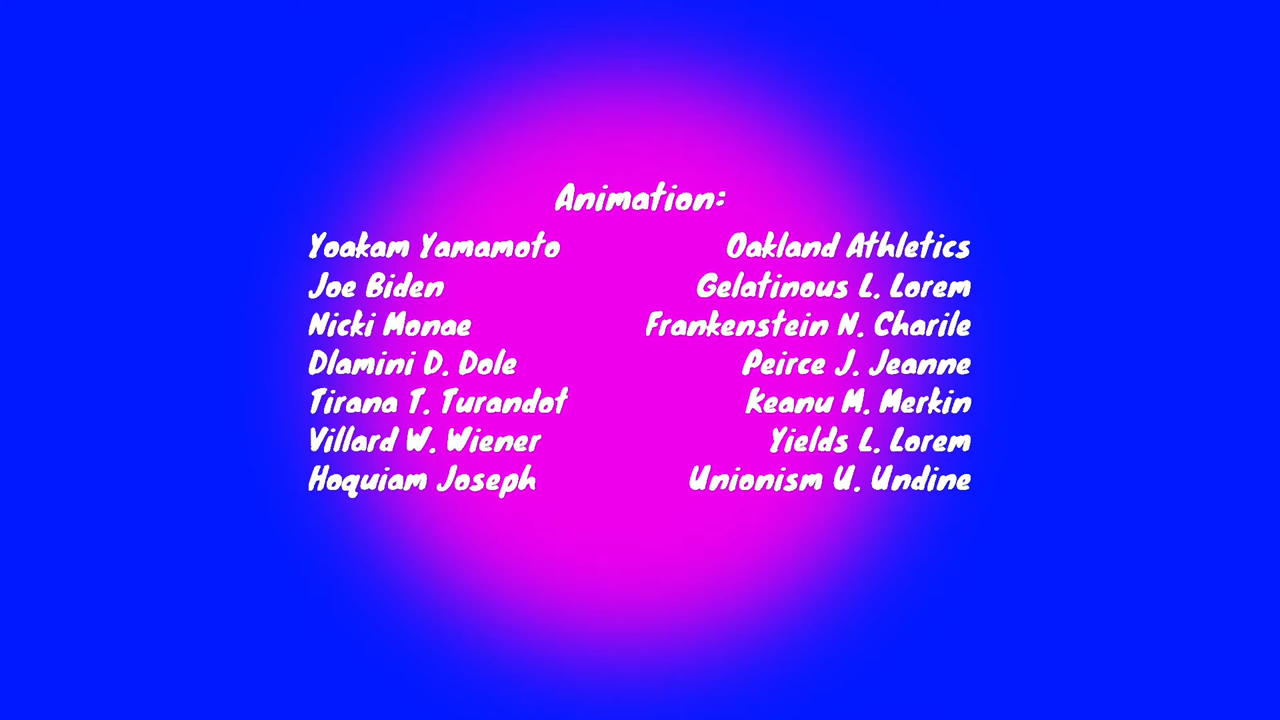 Animation:
Yoakam Yamamoto
Joe Biden
Nicki Monae
Dlamini D. Dole
Tirana T. Turandot
Villard W. Wiener
Hoquiam Joseph
Oakland Athletics
Gelatinous L. Lorem
Frankenstein N. Charile
Peirce J. Jeanne
Keanu M. Merkin
Yields L. Lorem
Unionism U. Undine